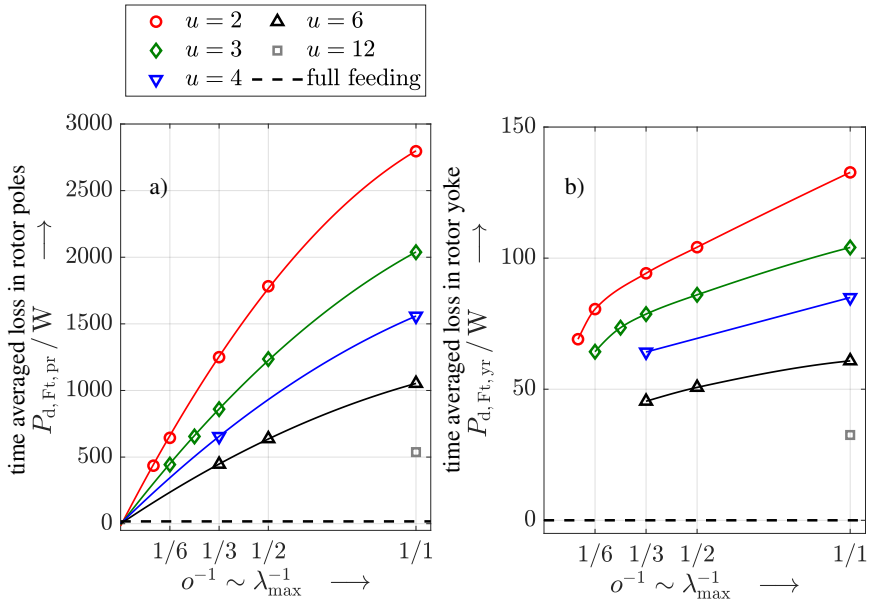 u = 2
u = 6
u = 3
u = 12
u = 4
full feeding
time averaged loss in rotor poles
P_d, Ft, pr / W ⟶
3000
2500
2000
1500
1000
500
0
a)
1/6
1/3
1/2
1/1
o⁻¹ ∼ λ_max⁻¹ ⟶
time averaged loss in rotor yoke
P_d, Ft, yr / W ⟶
150
100
50
0
b)
1/6
1/3
1/2
1/1
o⁻¹ ∼ λ_max⁻¹ ⟶